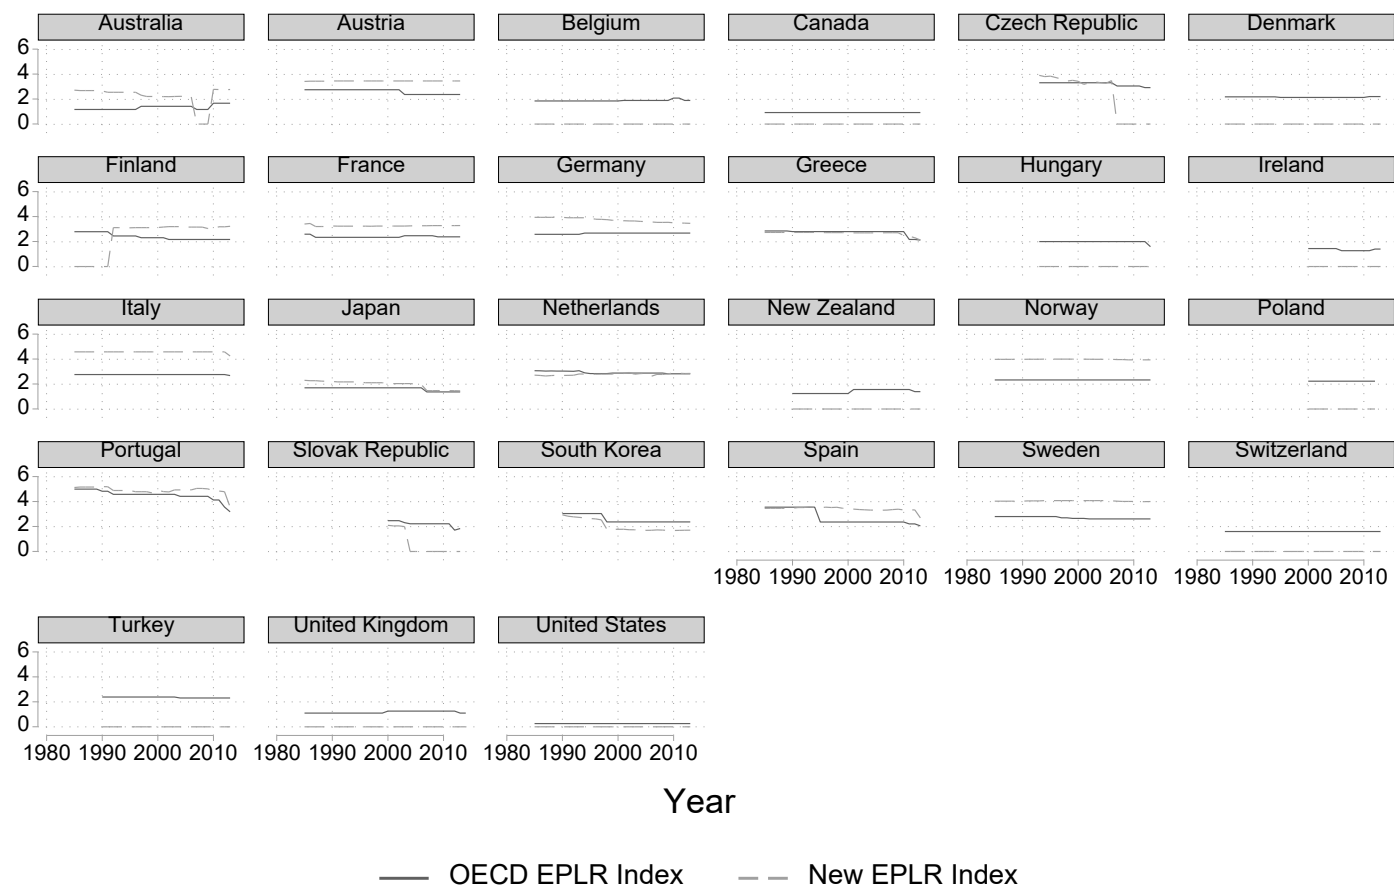 Australia Austria Belgium Canada Czech Republic Denmark
6
4
2
0
Finland France Germany Greece Hungary Ireland
6
4
2
0
Italy Japan Netherlands New Zealand Norway Poland
6
4
2
0
Portugal Slovak Republic South Korea Spain Sweden Switzerland
6
4
2
0
1980 1990 2000 2010 1980 1990 2000 2010 1980 1990 2000 2010
Turkey United Kingdom United States
6
4
2
0
1980 1990 2000 2010 1980 1990 2000 2010 1980 1990 2000 2010
Year
OECD EPLR Index New EPLR Index